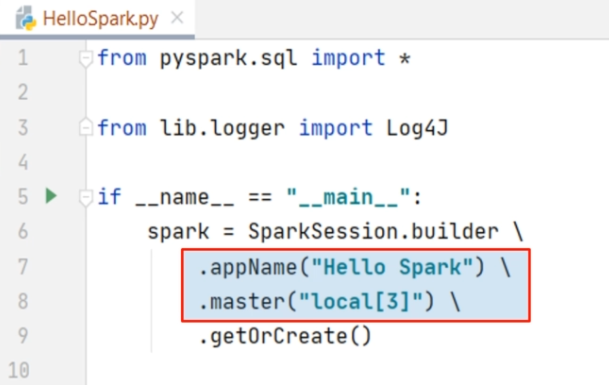 HelloSpark.py ×
1 from pyspark.sql import *
2
3 from lib.logger import Log4J
4
5 if __name__ == "__main__":
6 spark = SparkSession.builder \
7 .appName("Hello Spark") \
8 .master("local[3]") \
9 .getOrCreate()
10